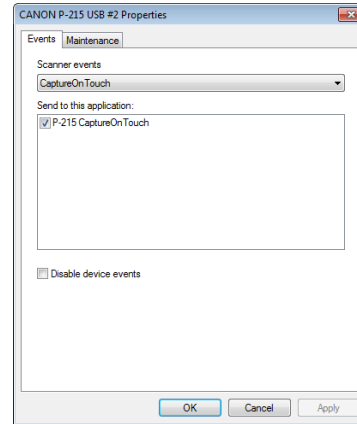 CANON P-215 USB #2 Properties
Events Maintenance
Scanner events
CaptureOnTouch
Send to this application:
P-215 CaptureOnTouch
Disable device events
OK Cancel Apply